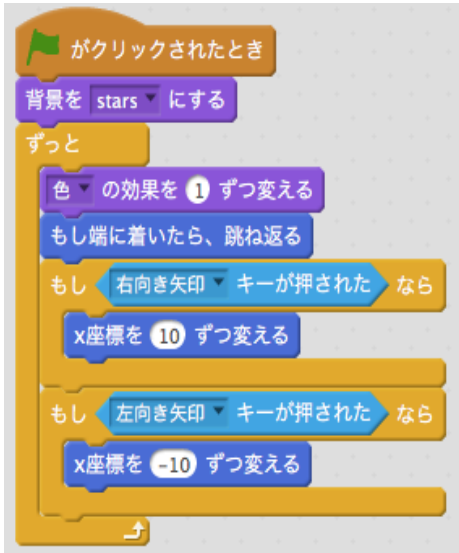 がクリックされたとき
背景を stars にする
ずっと
色 の効果を 1 ずつ変える
もし端に着いたら、跳ね返る
もし 右向き矢印 キーが押された なら
x座標を 10 ずつ変える
もし 左向き矢印 キーが押された なら
x座標を -10 ずつ変える